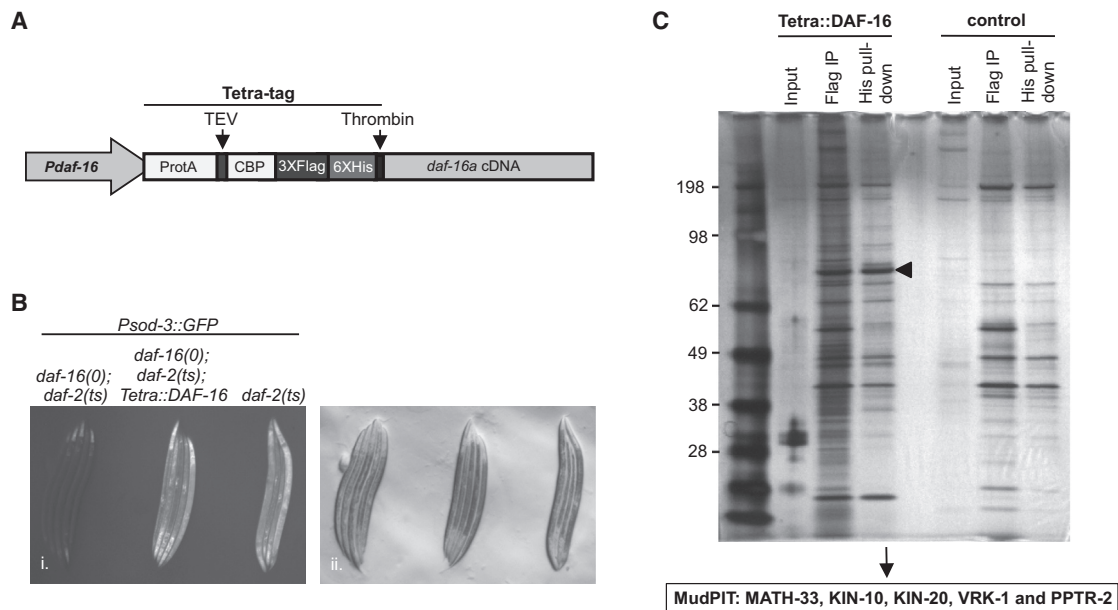 A
Tetra-tag
TEV
Thrombin
Pdaf-16
ProtA
CBP
3XFlag
6XHis
daf-16a cDNA
B
Psod-3::GFP
daf-16(0);
daf-2(ts)
daf-16(0);
daf-2(ts);
Tetra::DAF-16
daf-2(ts)
i.
ii.
C
Tetra::DAF-16
control
Input
Flag IP
His pull-
down
Input
Flag IP
His pull-
down
198
98
62
49
38
28
MudPIT: MATH-33, KIN-10, KIN-20, VRK-1 and PPTR-2